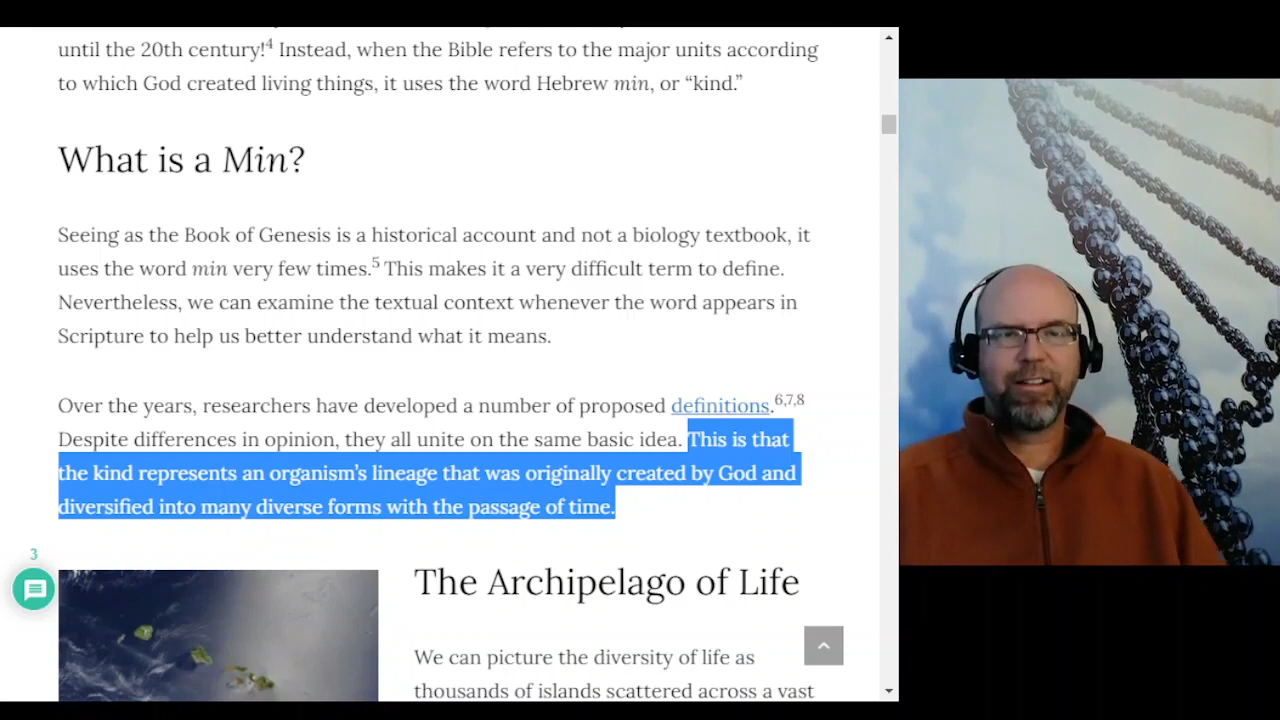 until the 20th century!4 Instead, when the Bible refers to the major units according
to which God created living things, it uses the word Hebrew min, or “kind.”
What is a Min?
Seeing as the Book of Genesis is a historical account and not a biology textbook, it
uses the word min very few times.5 This makes it a very difficult term to define.
Nevertheless, we can examine the textual context whenever the word appears in
Scripture to help us better understand what it means.
Over the years, researchers have developed a number of proposed definitions.6,7,8
Despite differences in opinion, they all unite on the same basic idea. This is that
the kind represents an organism’s lineage that was originally created by God and
diversified into many diverse forms with the passage of time.
3
The Archipelago of Life
We can picture the diversity of life as
thousands of islands scattered across a vast